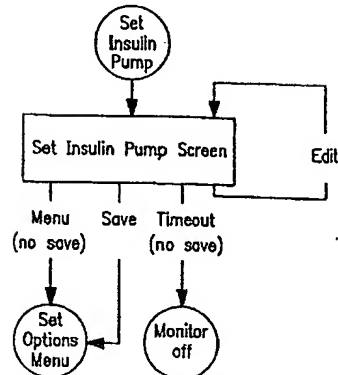 Set
Insulin
Pump
Set Insulin Pump Screen
Edit
Menu
(no save)
Save
Timeout
(no save)
Set
Options
Menu
Monitor
off